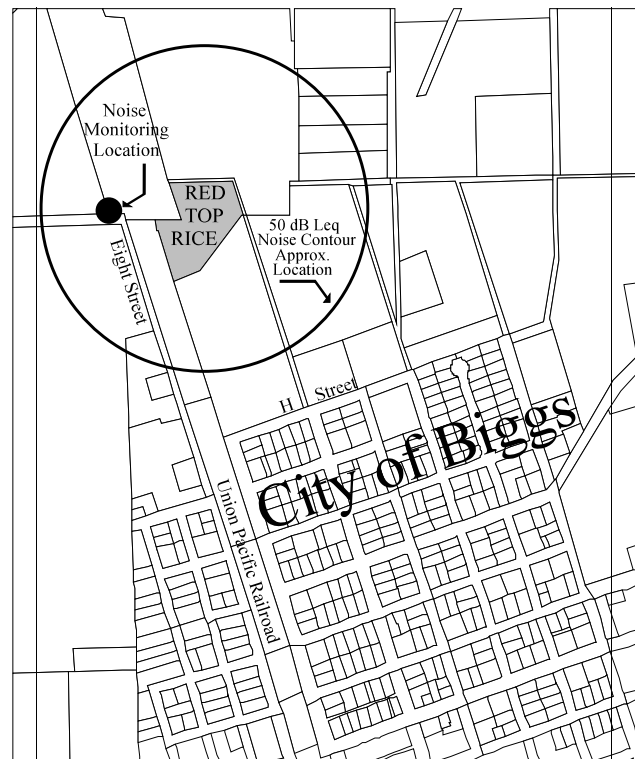 Noise
Monitoring
Location
RED
TOP
RICE
50 dB Leq
Noise Contour
Approx.
Location
Eight Street
H Street
City of Biggs
Union Pacific Railroad